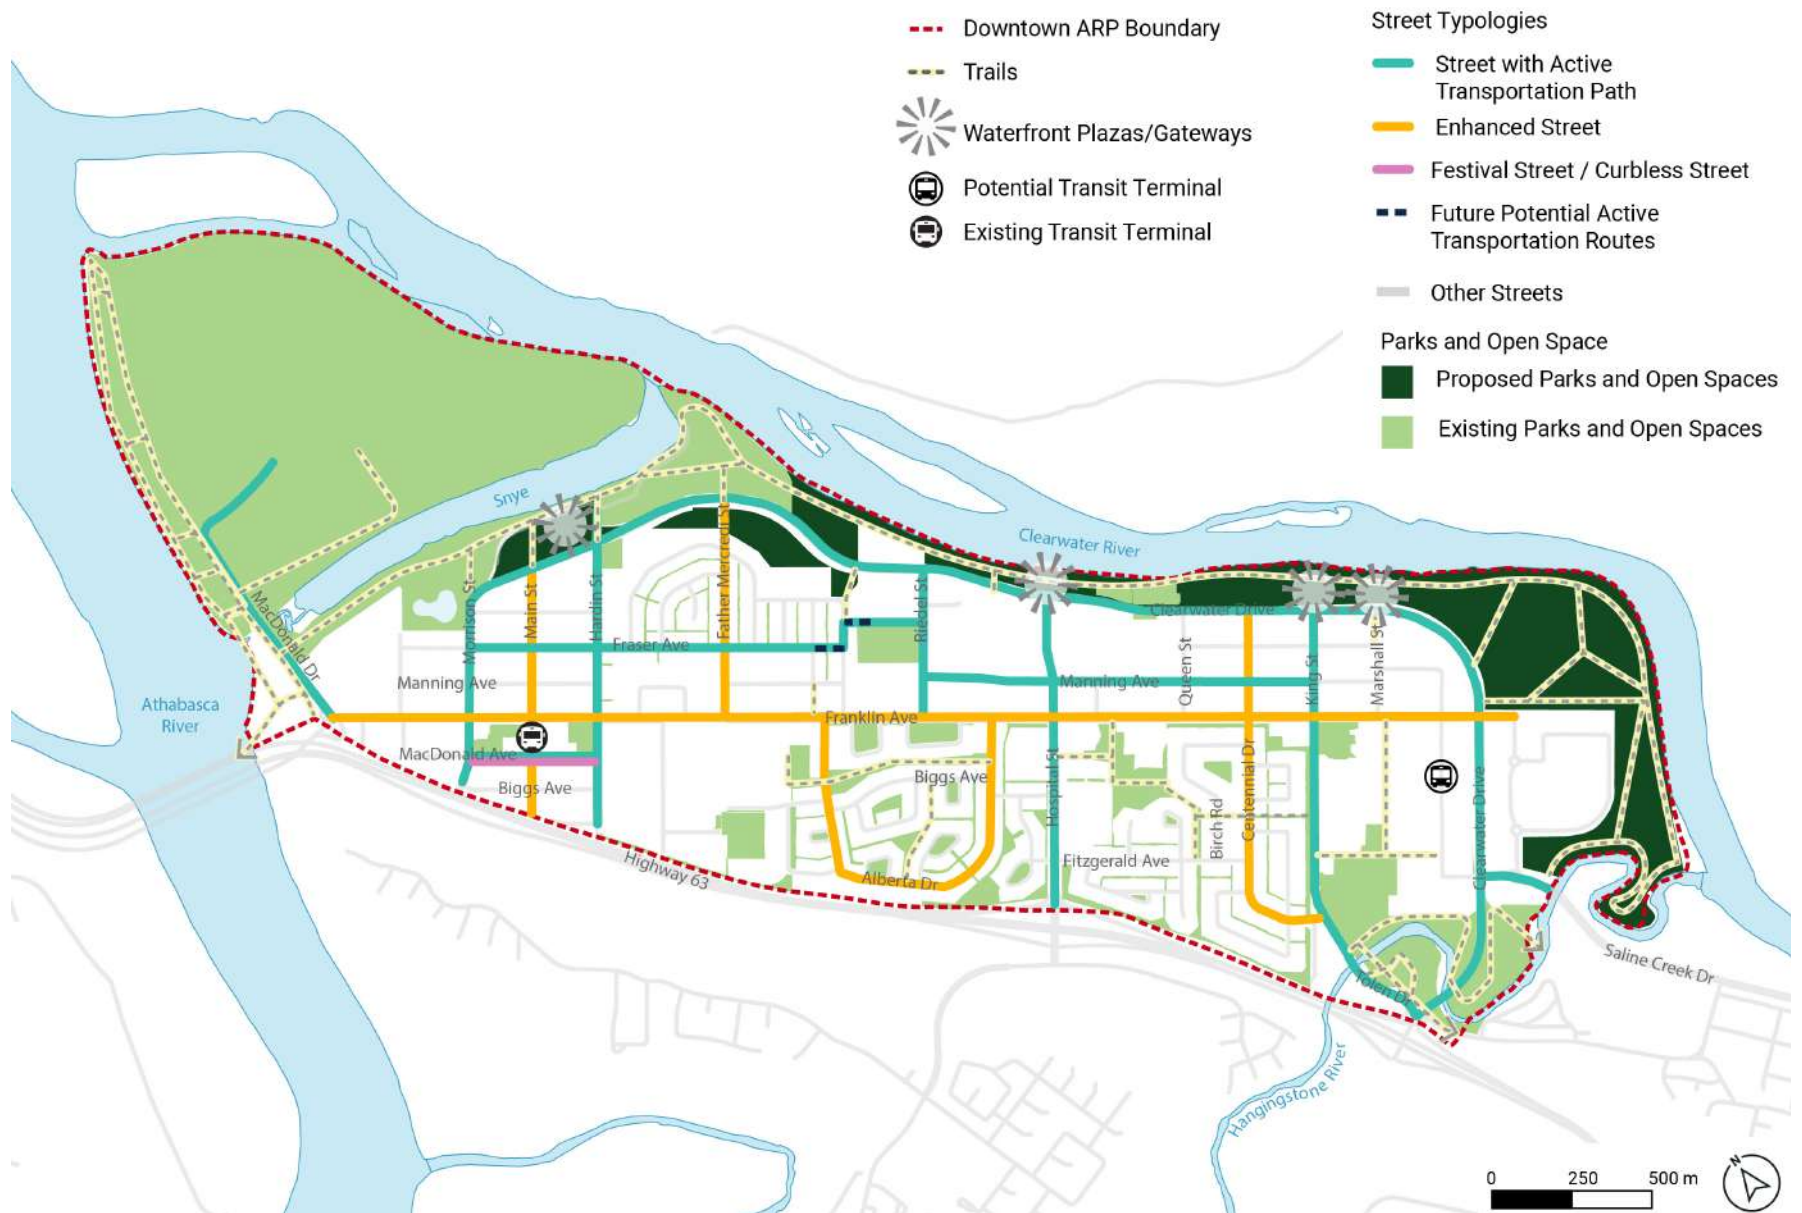 Downtown ARP Boundary
Trails
Waterfront Plazas/Gateways
Potential Transit Terminal
Existing Transit Terminal
Street Typologies
Street with Active
Transportation Path
Enhanced Street
Festival Street / Curbless Street
Future Potential Active
Transportation Routes
Other Streets
Parks and Open Space
Proposed Parks and Open Spaces
Existing Parks and Open Spaces
Snye
Clearwater River
MacDonald Dr
Morrison St
Main St
Hardin St
Father Mercredi St
Riedel St
Clearwater Drive
Fraser Ave
Manning Ave
Manning Ave
Queen St
King St
Marshall St
Athabasca
River
Franklin Ave
MacDonald Ave
Biggs Ave
Biggs Ave
Hospital St
Birch Rd
Centennial Dr
Clearwater Drive
Fitzgerald Ave
Alberta Dr
Highway 63
Tolen Dr
Saline Creek Dr
Hangingstone River
0 250 500 m
N